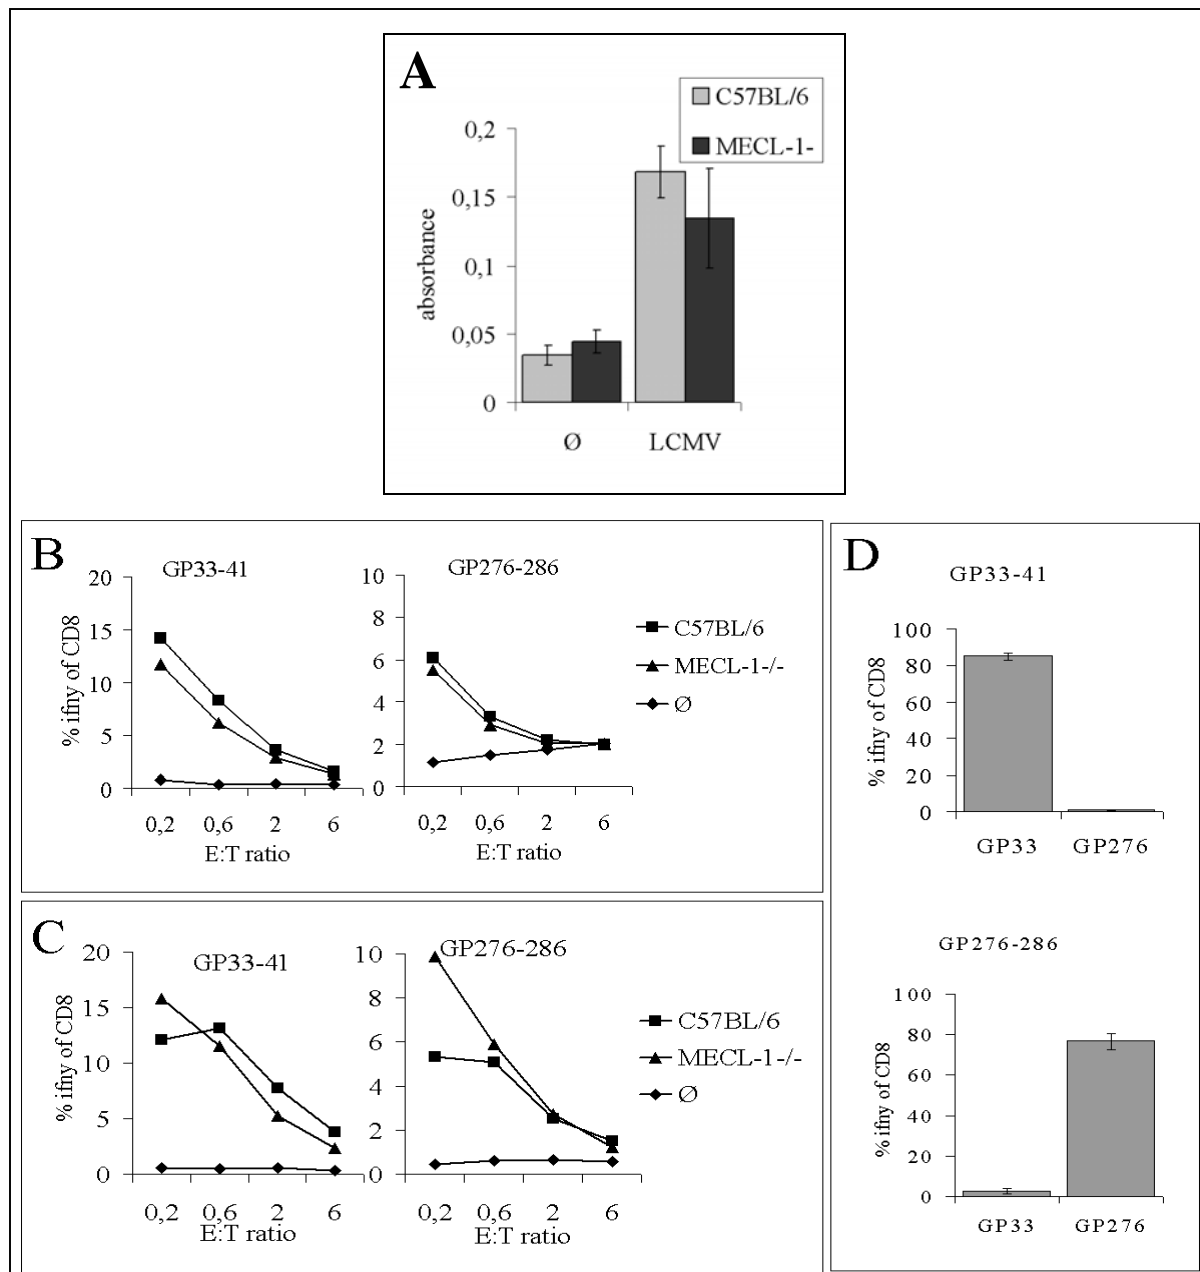 A
C57BL/6
MECL-1-
0,2
0,15
0,1
0,05
0
absorbance
Ø
LCMV
B
GP33-41
20
15
10
5
0
% ifny of CD8
0,2 0,6 2 6
E:T ratio
GP276-286
10
8
6
4
2
0
0,2 0,6 2 6
E:T ratio
C57BL/6
MECL-1-/-
Ø
C
GP33-41
20
15
10
5
0
% ifny of CD8
0,2 0,6 2 6
E:T ratio
GP276-286
10
8
6
4
2
0
0,2 0,6 2 6
E:T ratio
C57BL/6
MECL-1-/-
Ø
D
GP33-41
100
80
60
40
20
0
% ifny of CD8
GP33 GP276
GP276-286
100
80
60
40
20
0
% ifny of CD8
GP33 GP276